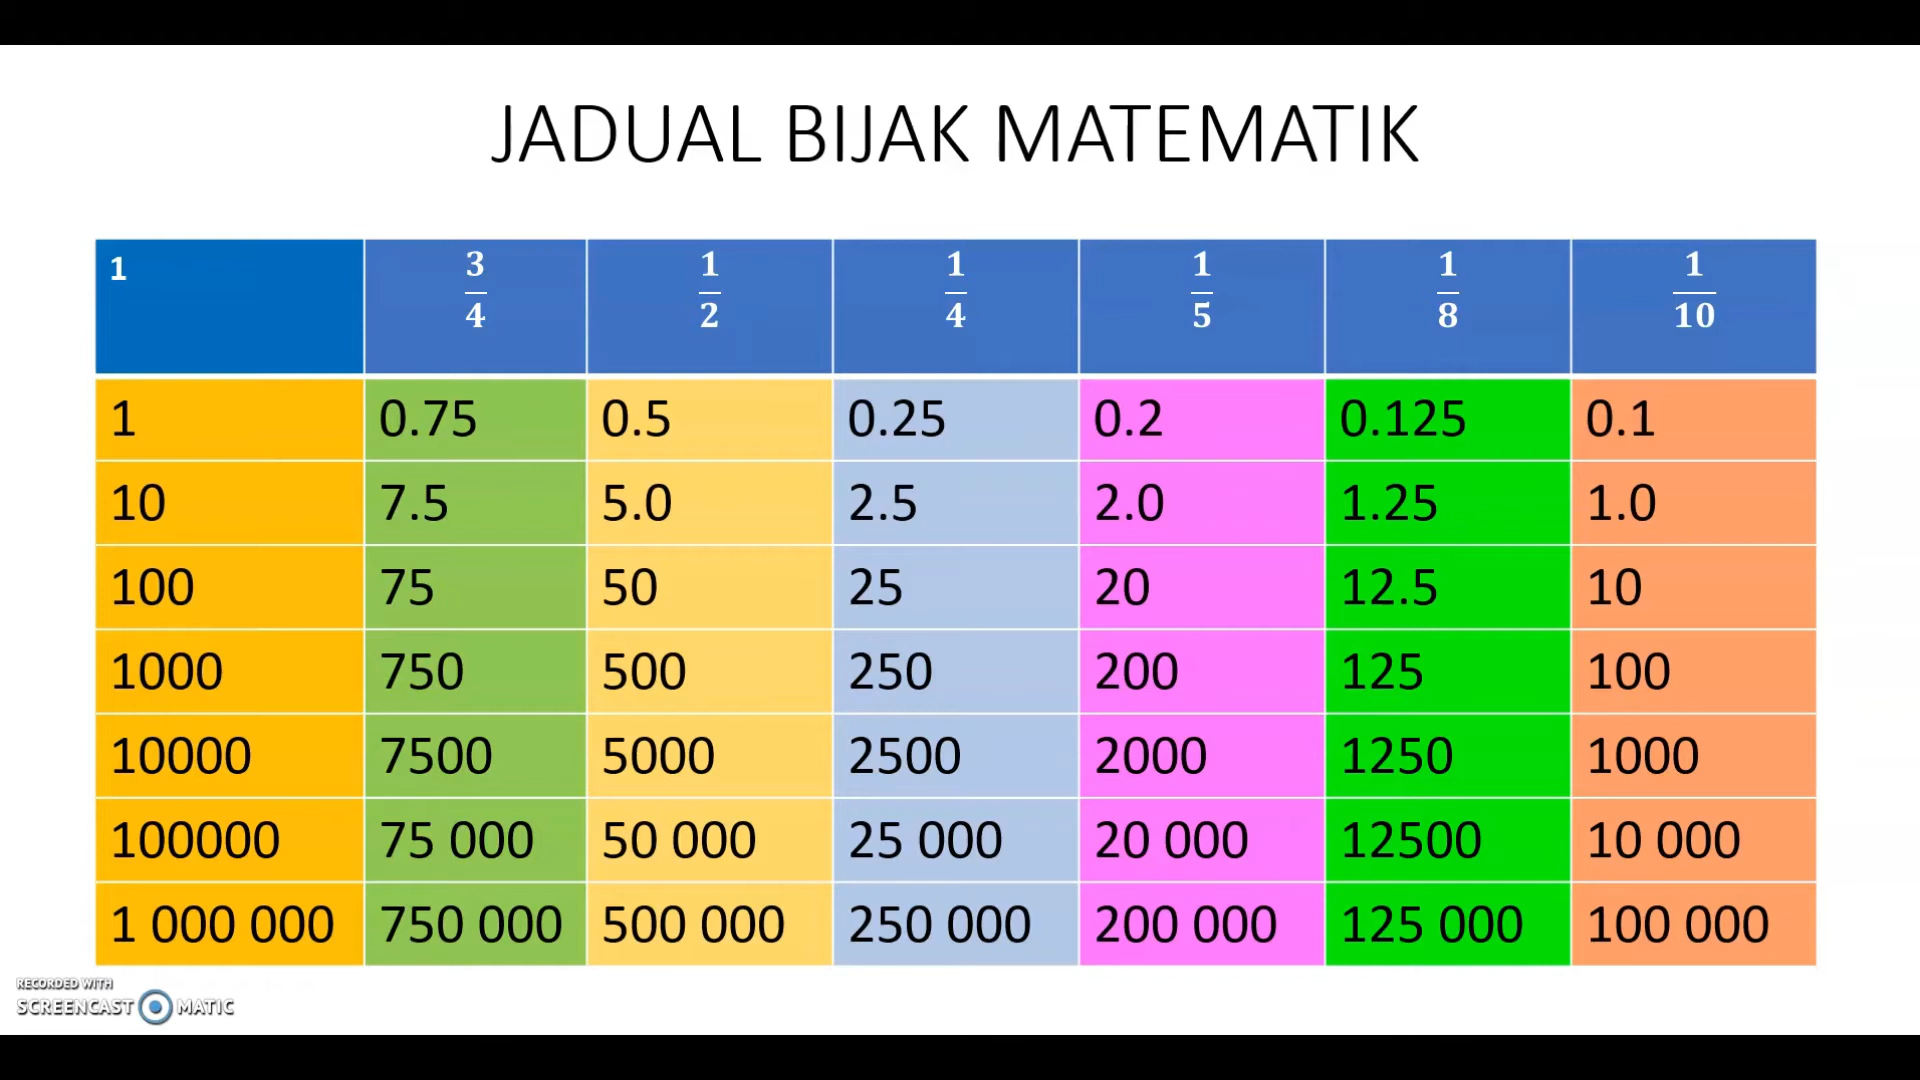 JADUAL BIJAK MATEMATIK
1 3/4 1/2 1/4 1/5 1/8 1/10
1 0.75 0.5 0.25 0.2 0.125 0.1
10 7.5 5.0 2.5 2.0 1.25 1.0
100 75 50 25 20 12.5 10
1000 750 500 250 200 125 100
10000 7500 5000 2500 2000 1250 1000
100000 75 000 50 000 25 000 20 000 12500 10 000
1 000 000 750 000 500 000 250 000 200 000 125 000 100 000
RECORDED WITH
SCREENCAST MATIC